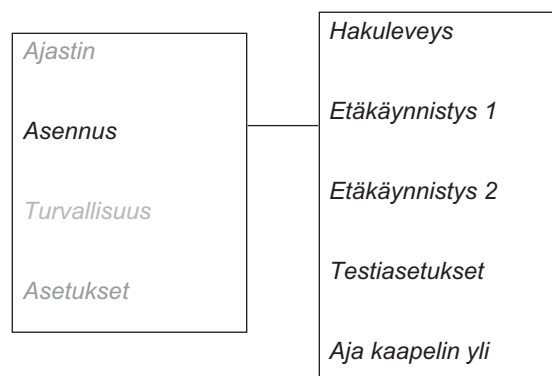 Ajastin
Asennus
Turvallisuus
Asetukset
Hakuleveys
Etäkäynnistys 1
Etäkäynnistys 2
Testiasetukset
Aja kaapelin yli